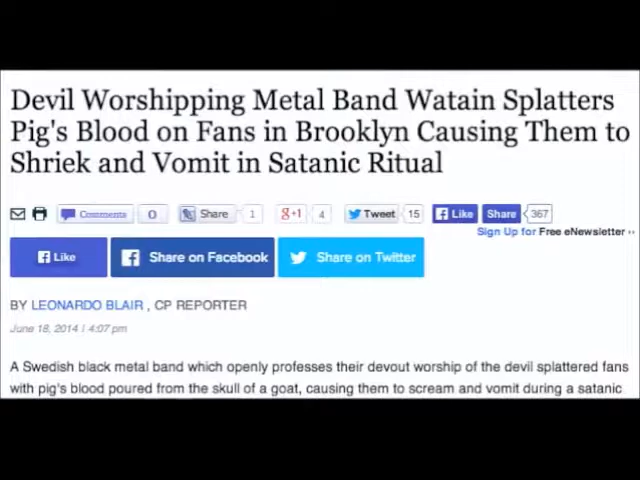 Devil Worshipping Metal Band Watain Splatters
Pig's Blood on Fans in Brooklyn Causing Them to
Shriek and Vomit in Satanic Ritual
Comments 0 Share 1 g+1 4 Tweet 15 Like Share 367
Sign Up for Free eNewsletter ››
Like Share on Facebook Share on Twitter
BY LEONARDO BLAIR , CP REPORTER
June 18, 2014 | 4:07 pm
A Swedish black metal band which openly professes their devout worship of the devil splattered fans
with pig's blood poured from the skull of a goat, causing them to scream and vomit during a satanic